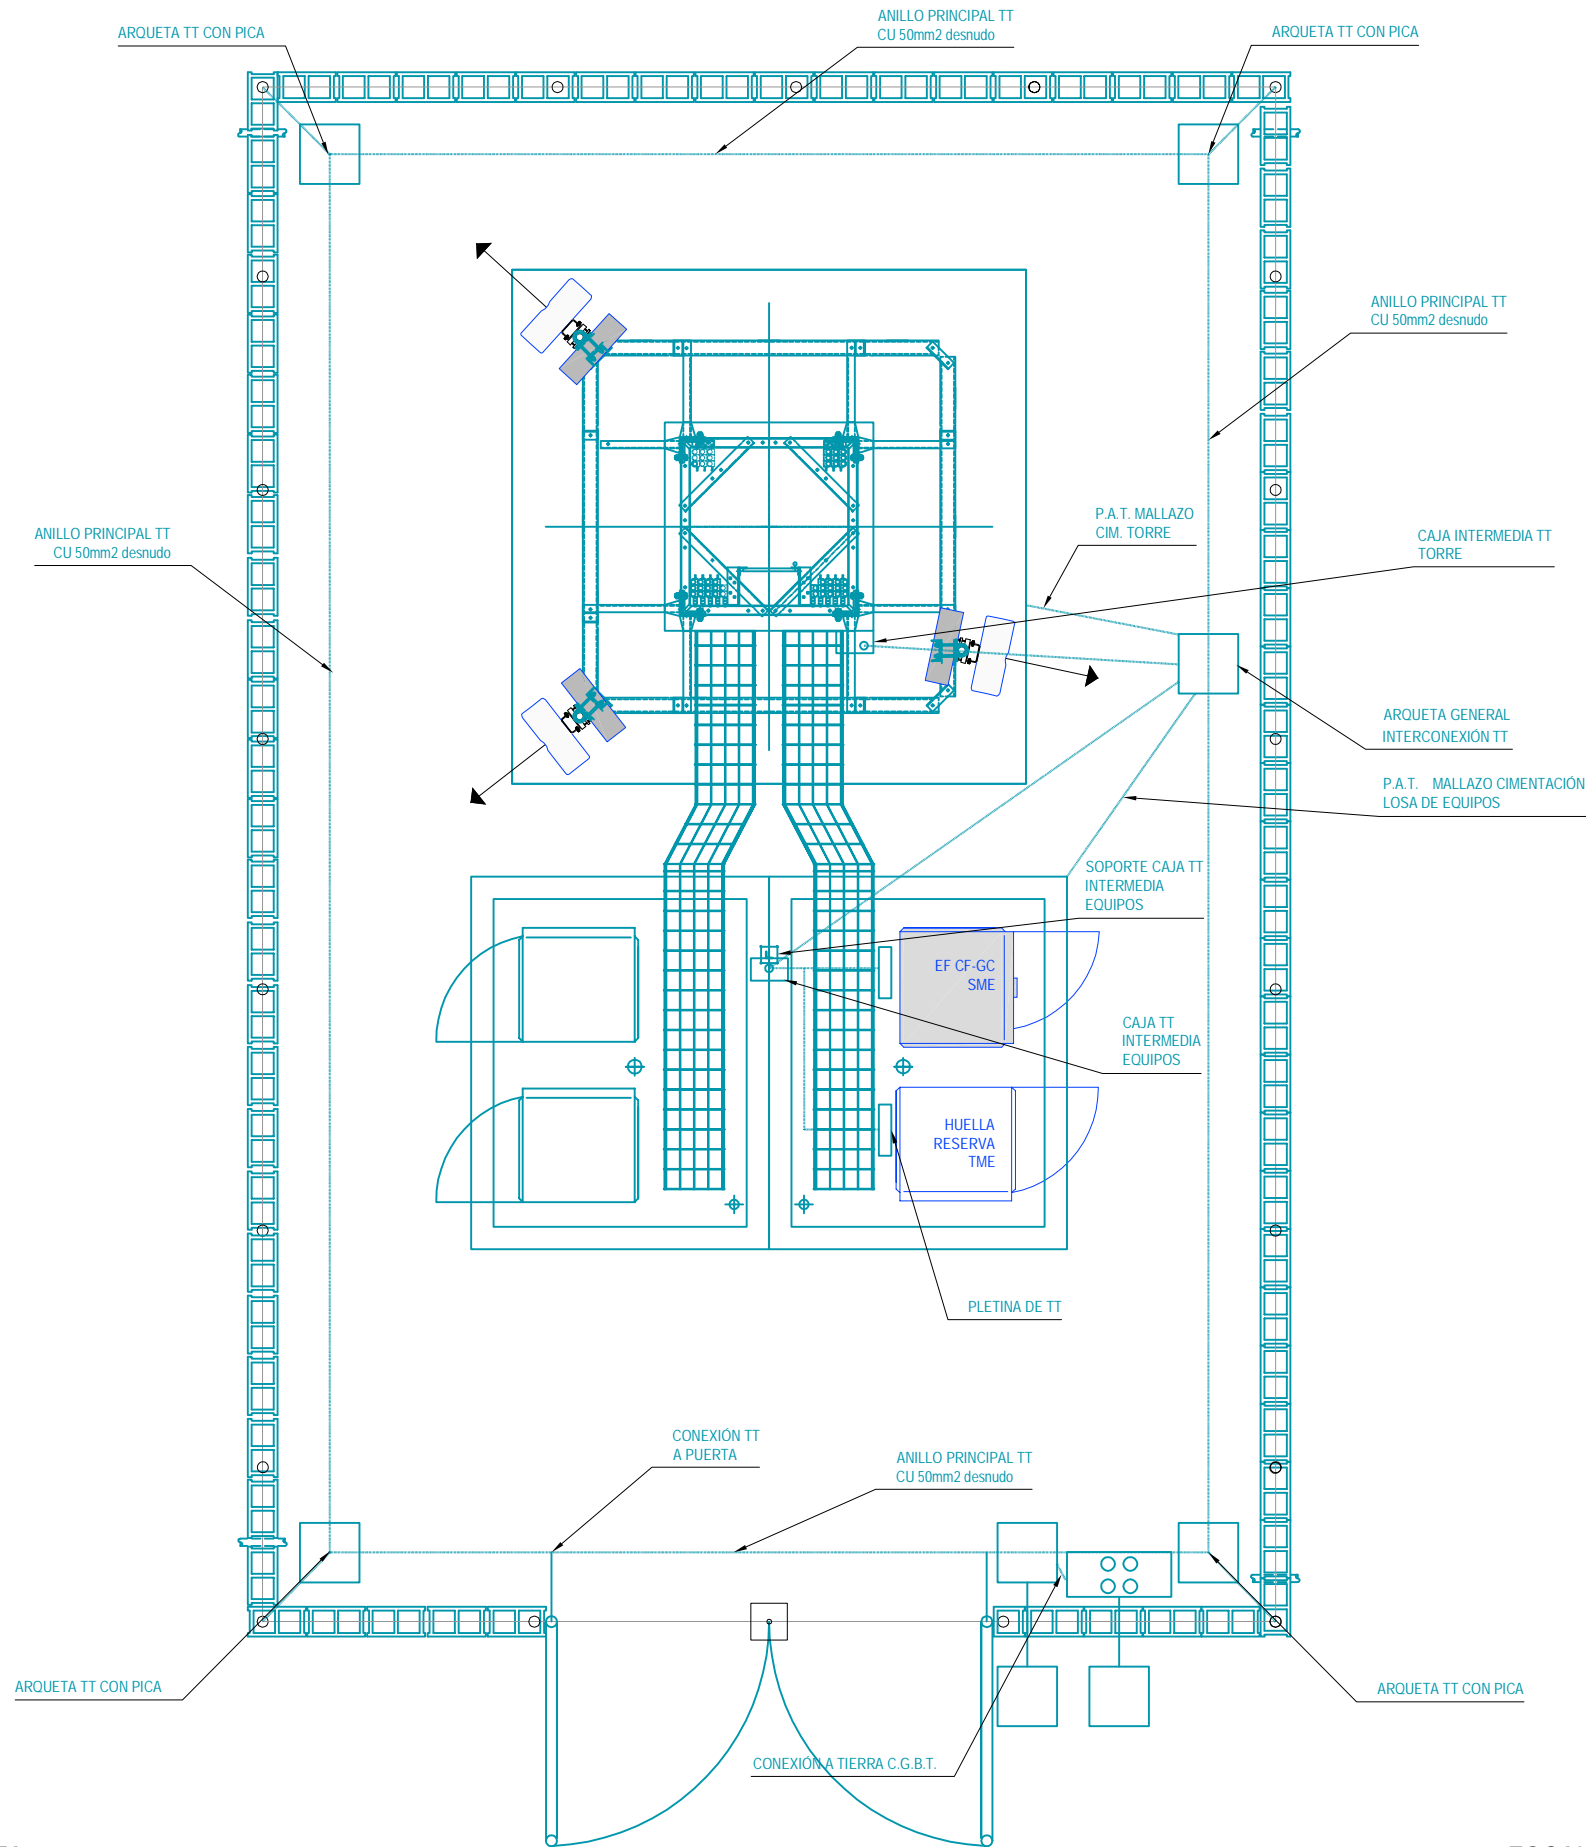 ANILLO PRINCIPAL TT
CU 50mm2 desnudo
ARQUETA TT CON PICA
ARQUETA TT CON PICA
ANILLO PRINCIPAL TT
CU 50mm2 desnudo
P.A.T. MALLAZO
CIM. TORRE
ANILLO PRINCIPAL TT
CU 50mm2 desnudo
CAJA INTERMEDIA TT
TORRE
ARQUETA GENERAL
INTERCONEXIÓN TT
P.A.T. MALLAZO CIMENTACIÓN
LOSA DE EQUIPOS
SOPORTE CAJA TT
INTERMEDIA
EQUIPOS
EF CF-GC
SME
CAJA TT
INTERMEDIA
EQUIPOS
HUELLA
RESERVA
TME
PLETINA DE TT
CONEXIÓN TT
A PUERTA
ANILLO PRINCIPAL TT
CU 50mm2 desnudo
ARQUETA TT CON PICA
ARQUETA TT CON PICA
CONEXIÓN A TIERRA C.G.B.T.